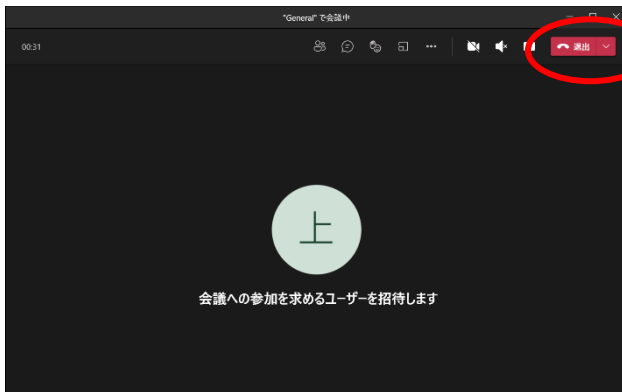 "General" で会議中
00:31
退出
上
会議への参加を求めるユーザーを招待します